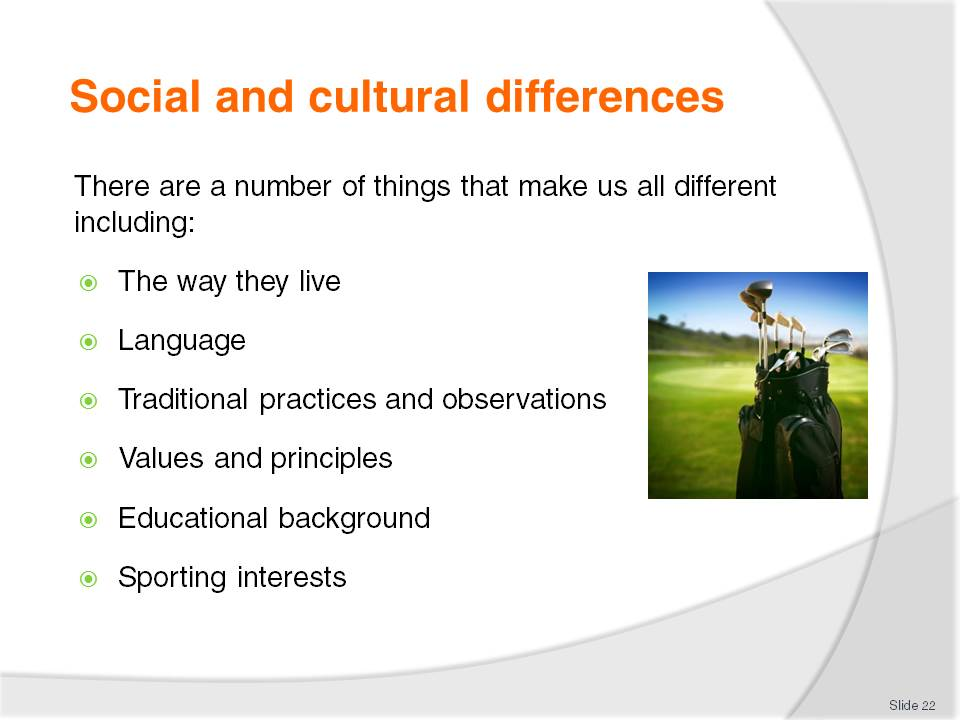 Social and cultural differences
There are a number of things that make us all different
including:
The way they live
Language
Traditional practices and observations
Values and principles
Educational background
Sporting interests
Slide 22